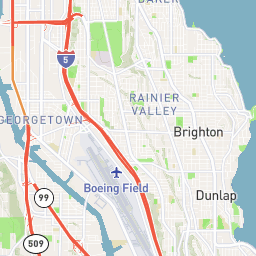 BAKER
5
RAINIER
VALLEY
GEORGETOWN
Brighton
99
Boeing Field
Dunlap
509